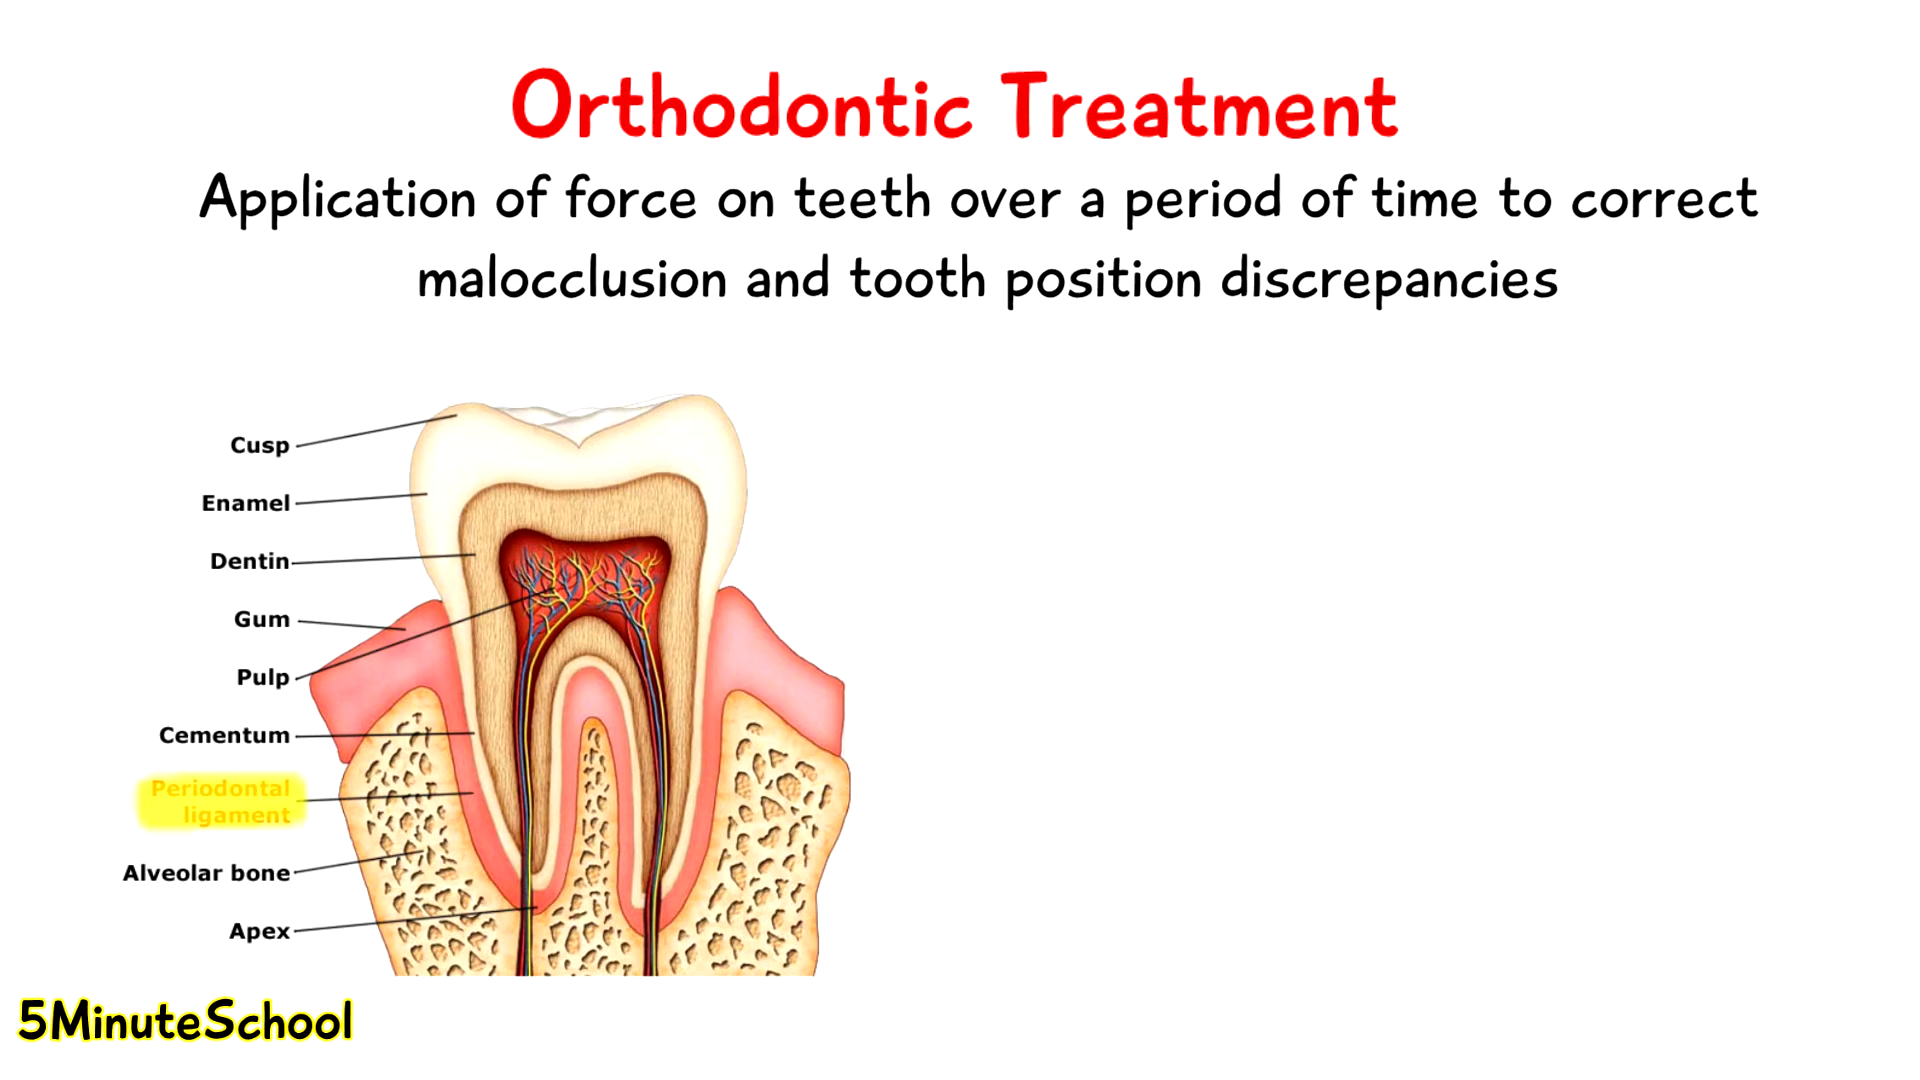 Orthodontic Treatment
Application of force on teeth over a period of time to correct
malocclusion and tooth position discrepancies
Cusp
Enamel
Dentin
Gum
Pulp
Cementum
Periodontal
ligament
Alveolar bone
Apex
5MinuteSchool